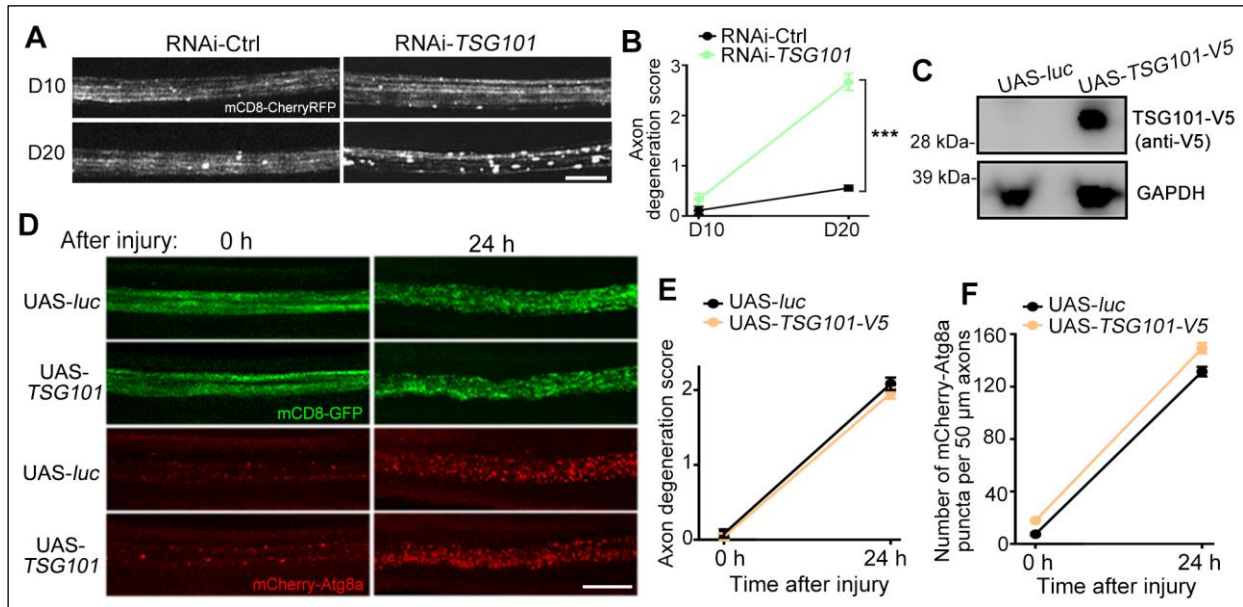 A
RNAi-Ctrl
RNAi-TSG101
D10
mCD8-CherryRFP
D20
B
RNAi-Ctrl
RNAi-TSG101
Axon
degeneration score
3
2
1
0
D10
D20
***
C
UAS-luc
UAS-TSG101-V5
28 kDa-
TSG101-V5
(anti-V5)
39 kDa-
GAPDH
D
After injury:
0 h
24 h
UAS-luc
UAS-
TSG101
mCD8-GFP
UAS-luc
UAS-
TSG101
mCherry-Atg8a
E
UAS-luc
UAS-TSG101-V5
Axon degeneration score
2
1
0
0 h
24 h
Time after injury
F
UAS-luc
UAS-TSG101-V5
Number of mCherry-Atg8a
puncta per 50 μm axons
160
120
80
40
0
0 h
24 h
Time after injury